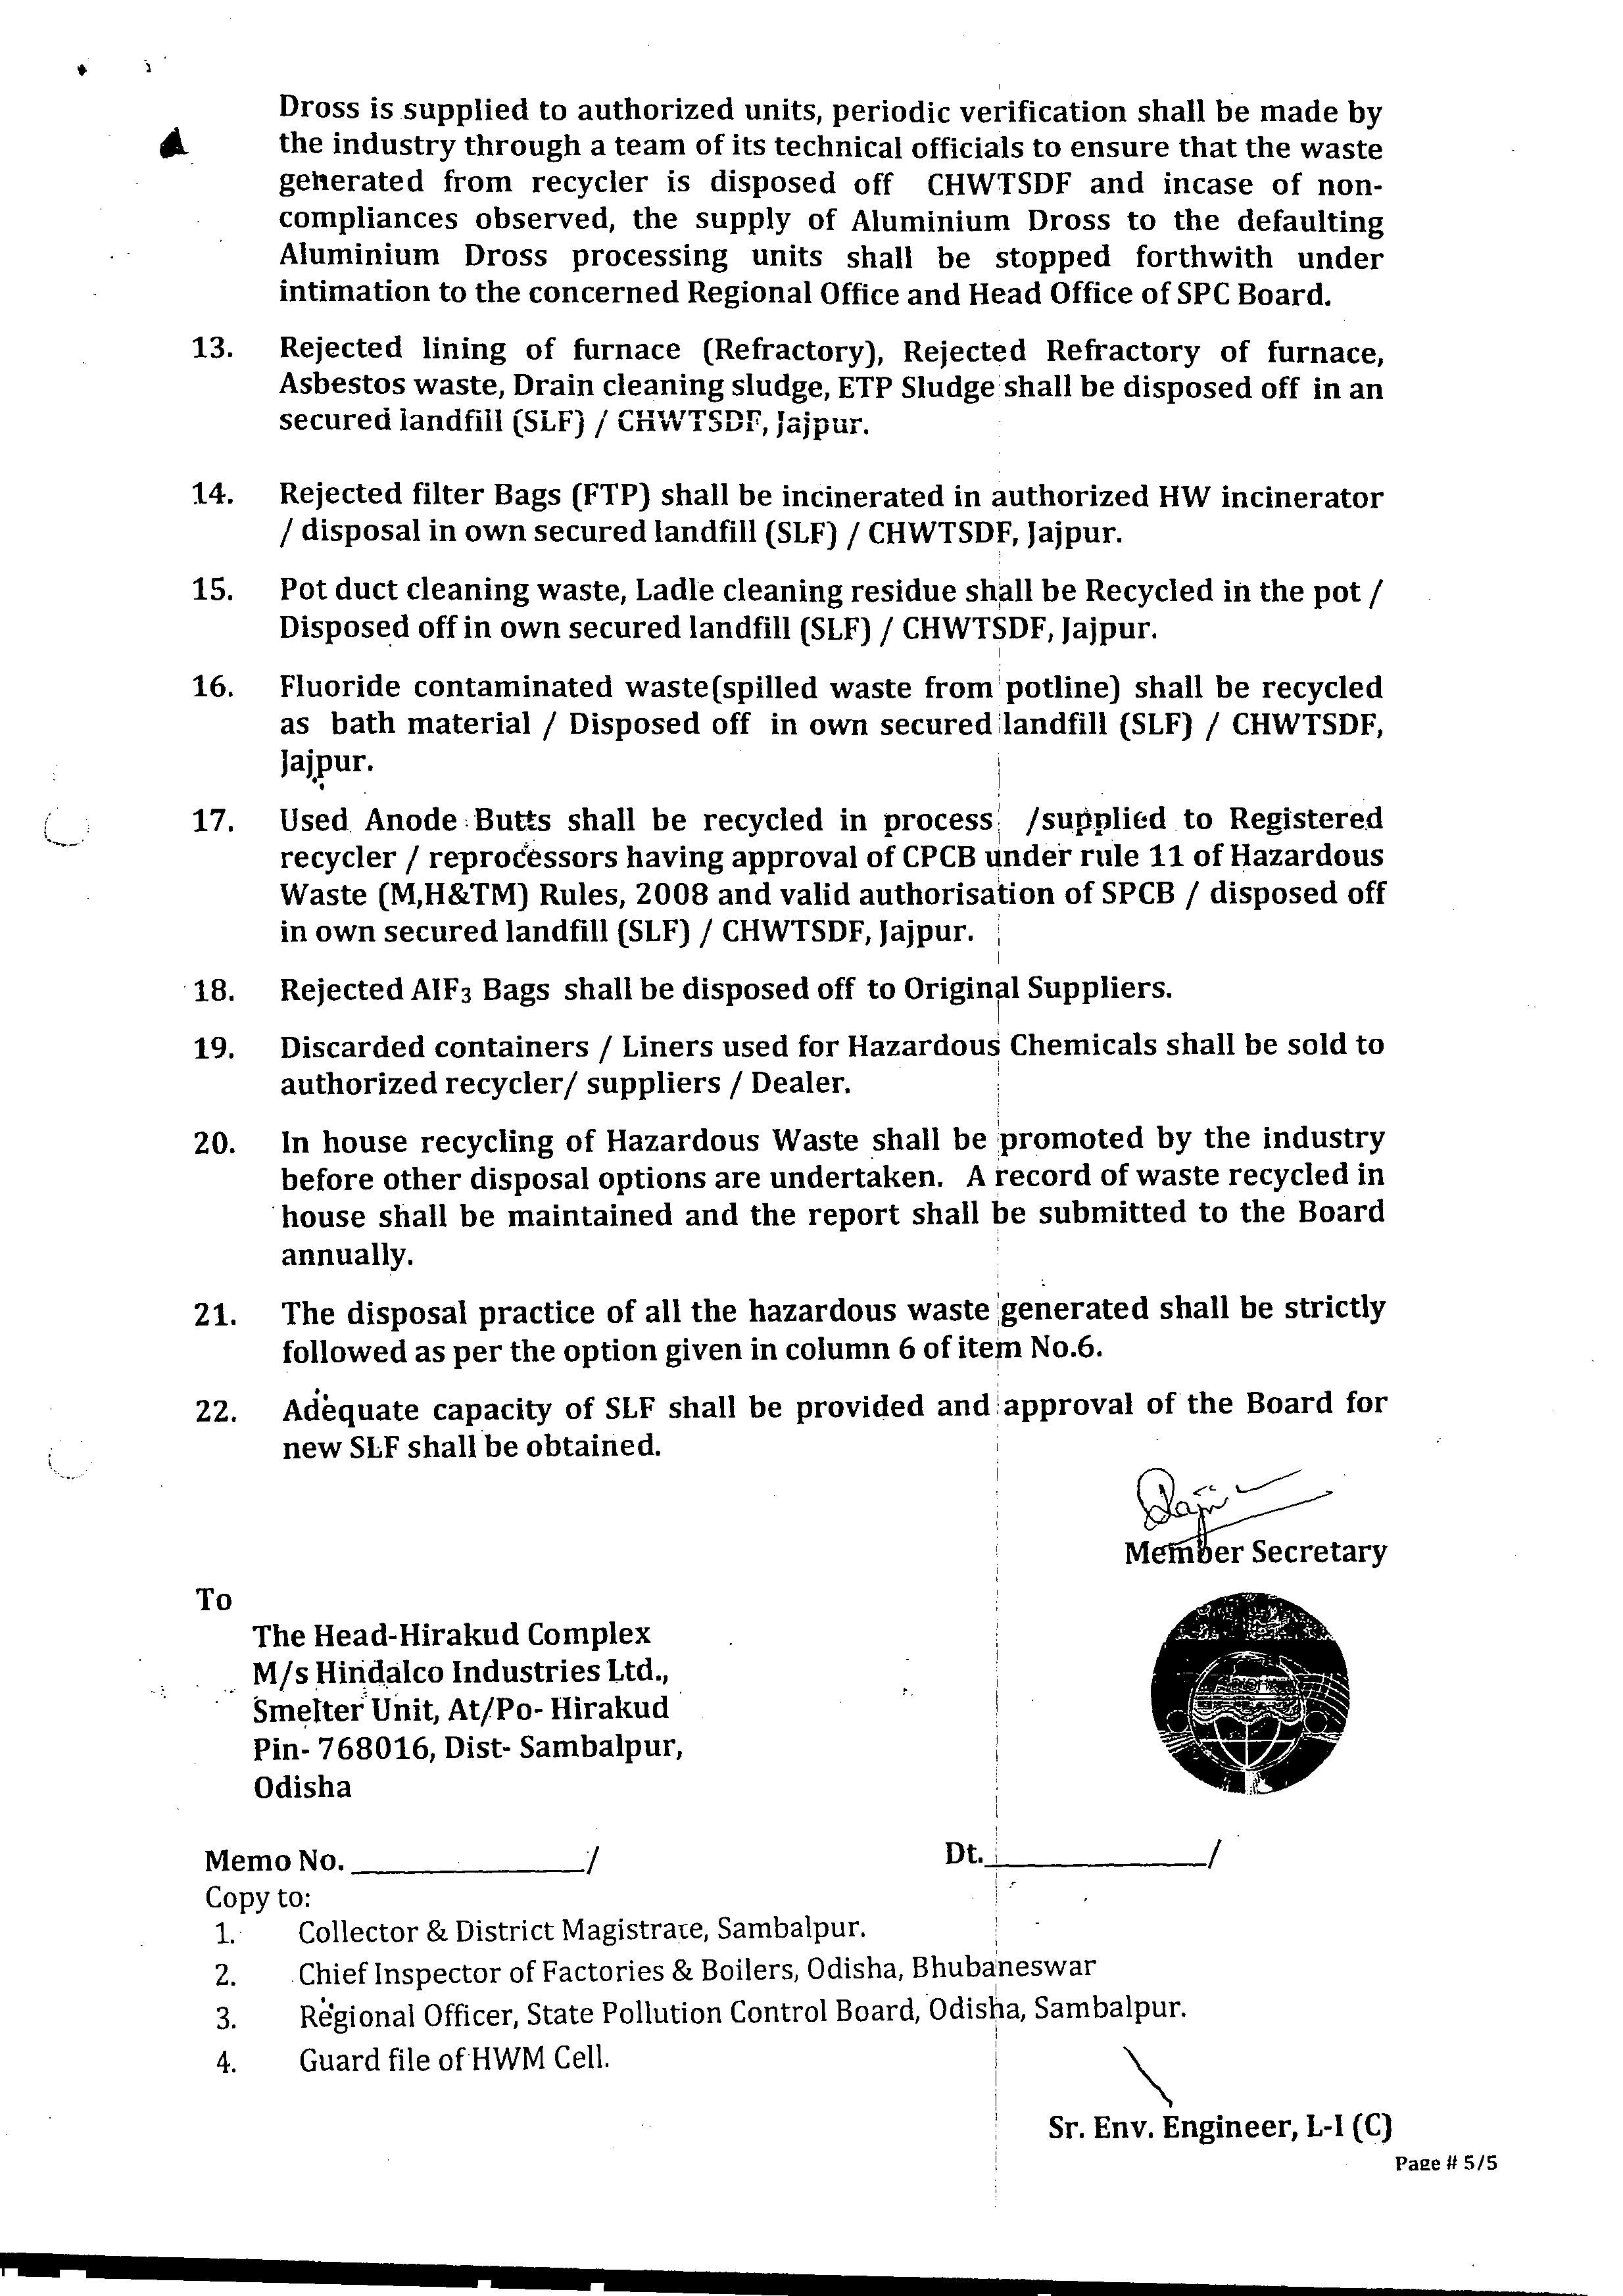 Dross is supplied to authorized units, periodic verification shall be made by
the industry through a team of its technical officials to ensure that the waste
generated from recycler is disposed off CHWTSDF and incase of non-
compliances observed, the supply of Aluminium Dross to the defaulting
Aluminium Dross processing units shall be stopped forthwith under
intimation to the concerned Regional Office and Head Office of SPC Board.
13. Rejected lining of furnace (Refractory), Rejected Refractory of furnace,
Asbestos waste, Drain cleaning sludge, ETP Sludge shall be disposed off in an
secured landfill (SLF) / CHWTSDF, Jajpur.
14. Rejected filter Bags (FTP) shall be incinerated in authorized HW incinerator
/ disposal in own secured landfill (SLF) / CHWTSDF, Jajpur.
15. Pot duct cleaning waste, Ladle cleaning residue shall be Recycled in the pot /
Disposed off in own secured landfill (SLF) / CHWTSDF, Jajpur.
16. Fluoride contaminated waste(spilled waste from potline) shall be recycled
as bath material / Disposed off in own secured landfill (SLF) / CHWTSDF,
Jajpur.
17. Used Anode Butts shall be recycled in process /supplied to Registered
recycler / reprocessors having approval of CPCB under rule 11 of Hazardous
Waste (M,H&TM) Rules, 2008 and valid authorisation of SPCB / disposed off
in own secured landfill (SLF) / CHWTSDF, Jajpur.
18. Rejected AIF3 Bags shall be disposed off to Original Suppliers.
19. Discarded containers / Liners used for Hazardous Chemicals shall be sold to
authorized recycler/ suppliers / Dealer.
20. In house recycling of Hazardous Waste shall be promoted by the industry
before other disposal options are undertaken. A record of waste recycled in
house shall be maintained and the report shall be submitted to the Board
annually.
21. The disposal practice of all the hazardous waste generated shall be strictly
followed as per the option given in column 6 of item No.6.
22. Adequate capacity of SLF shall be provided and approval of the Board for
new SLF shall be obtained.
Member Secretary
To
The Head-Hirakud Complex
M/s Hindalco Industries Ltd.,
Smelter Unit, At/Po- Hirakud
Pin- 768016, Dist- Sambalpur,
Odisha
Memo No. ____________/ Dt.____________/
Copy to:
1. Collector & District Magistrate, Sambalpur.
2. Chief Inspector of Factories & Boilers, Odisha, Bhubaneswar
3. Regional Officer, State Pollution Control Board, Odisha, Sambalpur.
4. Guard file of HWM Cell.
Sr. Env. Engineer, L-I (C)
Page # 5/5